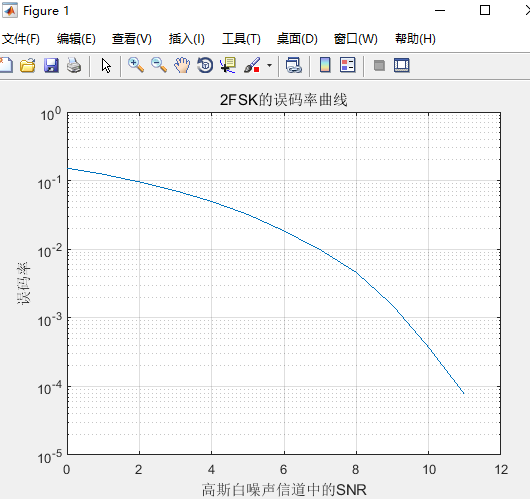 Figure 1
文件(F) 编辑(E) 查看(V) 插入(I) 工具(T) 桌面(D) 窗口(W) 帮助(H)
2FSK的误码率曲线
10^0
10^-1
10^-2
10^-3
10^-4
10^-5
误码率
0 2 4 6 8 10 12
高斯白噪声信道中的SNR